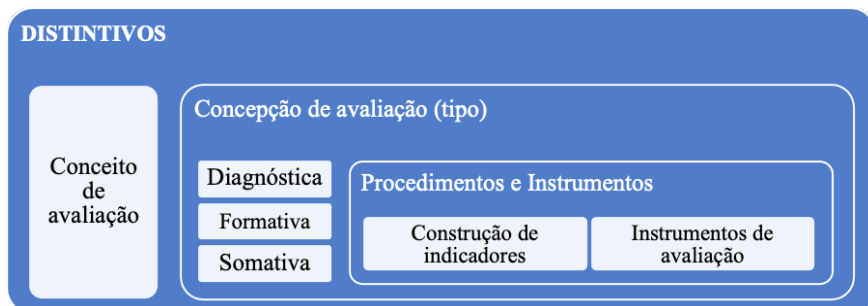 DISTINTIVOS
Conceito
de
avaliação
Concepção de avaliação (tipo)
Diagnóstica
Formativa
Somativa
Procedimentos e Instrumentos
Construção de
indicadores
Instrumentos de
avaliação